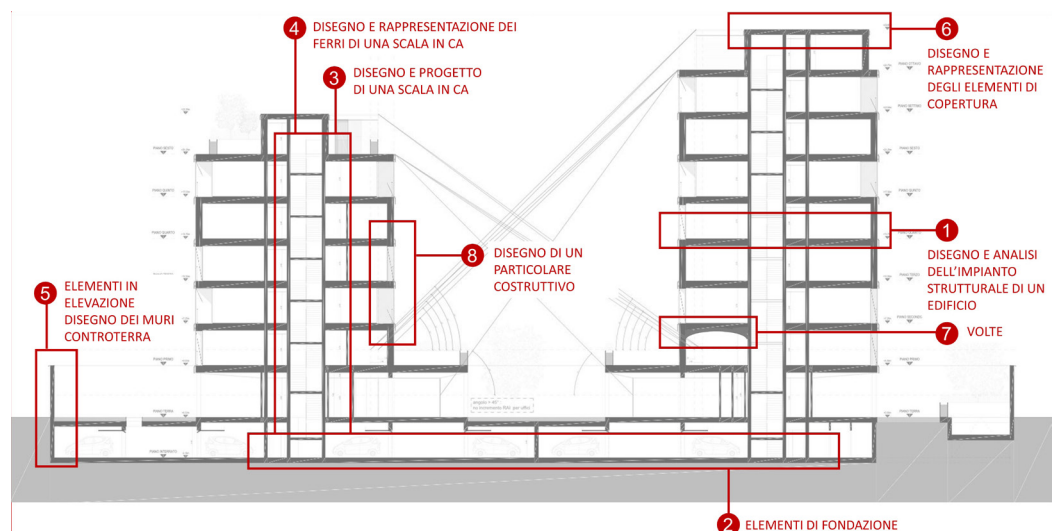 4
DISEGNO E RAPPRESENTAZIONE DEI
FERRI DI UNA SCALA IN CA
3
DISEGNO E PROGETTO
DI UNA SCALA IN CA
6
DISEGNO E
RAPPRESENTAZIONE
DEGLI ELEMENTI DI
COPERTURA
8
DISEGNO DI UN
PARTICOLARE
COSTRUTTIVO
1
DISEGNO E ANALISI
DELL'IMPIANTO
STRUTTURALE DI UN
EDIFICIO
5
ELEMENTI IN
ELEVAZIONE
DISEGNO DEI MURI
CONTROTERRA
7
VOLTE
2
ELEMENTI DI FONDAZIONE